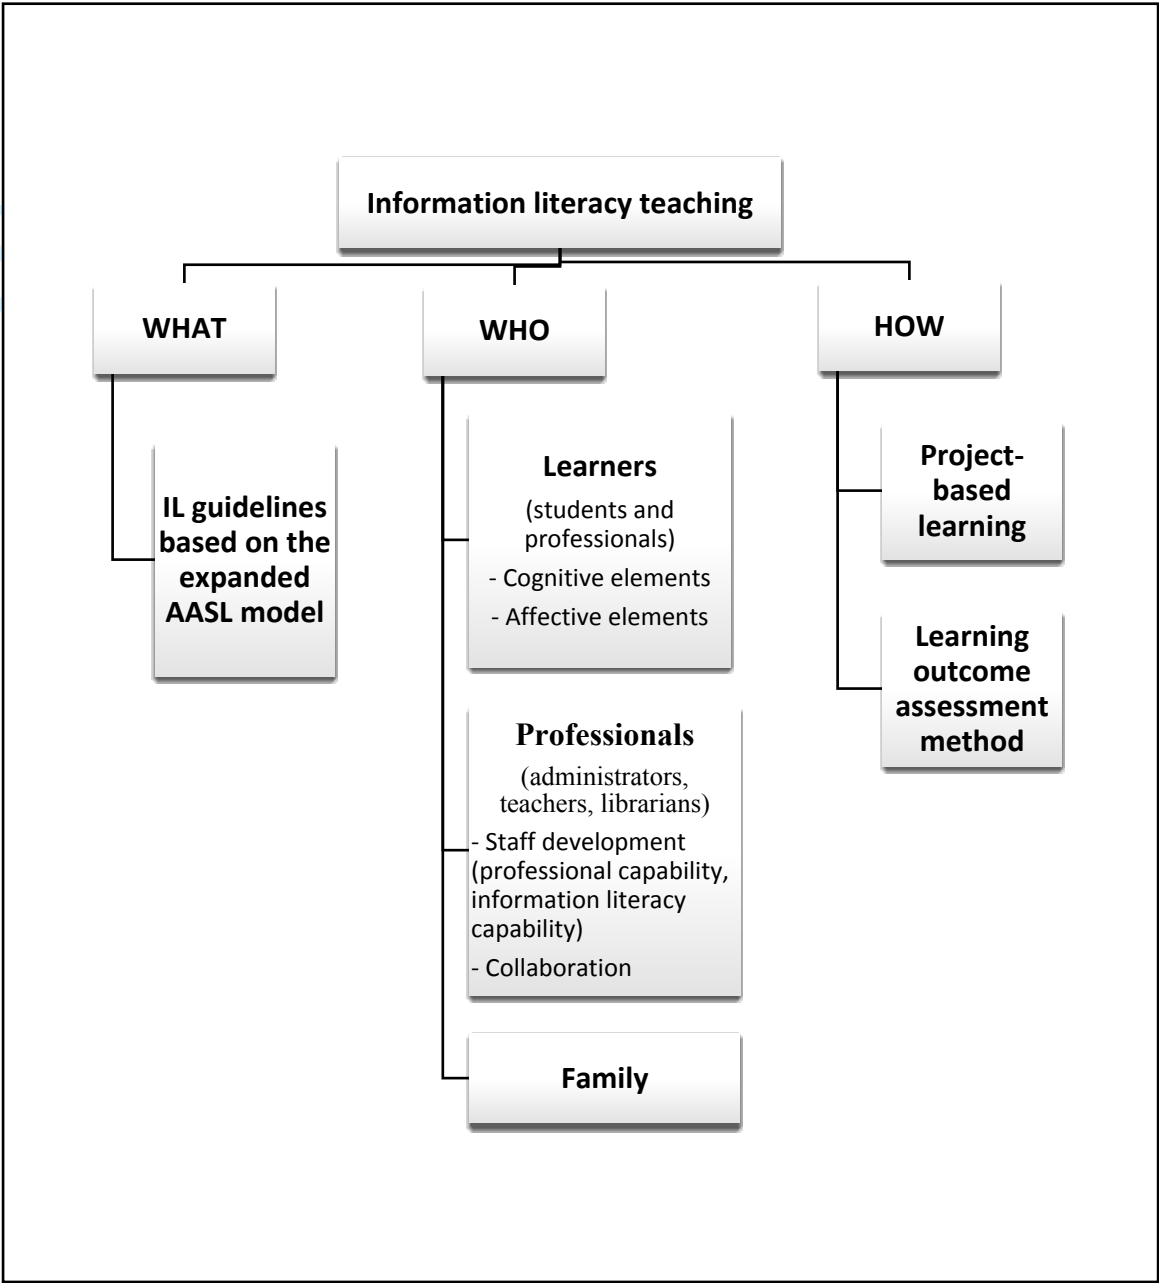 Information literacy teaching
WHAT
WHO
HOW
IL guidelines
based on the
expanded
AASL model
Learners
(students and
professionals)
- Cognitive elements
- Affective elements
Professionals
(administrators,
teachers, librarians)
- Staff development
(professional capability,
information literacy
capability)
- Collaboration
Family
Project-
based
learning
Learning
outcome
assessment
method